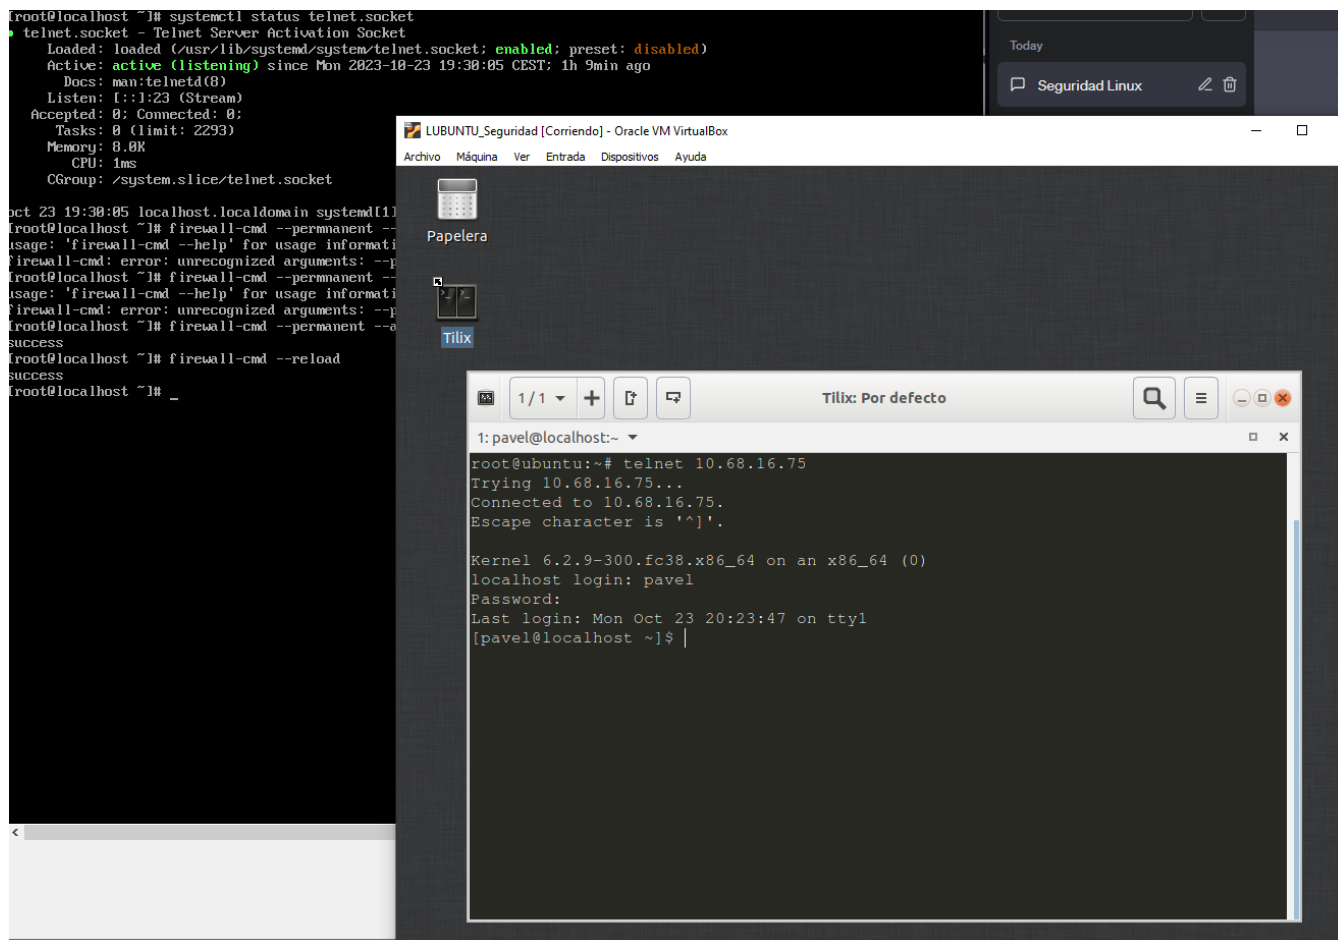 [root@localhost ~]# systemctl status telnet.socket
● telnet.socket - Telnet Server Activation Socket
Loaded: loaded (/usr/lib/systemd/system/telnet.socket; enabled; preset: disabled)
Active: active (listening) since Mon 2023-10-23 19:30:05 CEST; 1h 9min ago
Docs: man:telnetd(8)
Listen: [::]:23 (Stream)
Accepted: 0; Connected: 0;
Tasks: 0 (limit: 2293)
Memory: 8.0K
CPU: 1ms
CGroup: /system.slice/telnet.socket
oct 23 19:30:05 localhost.localdomain systemd[1]
[root@localhost ~]# firewall-cmd --permnanent --
usage: 'firewall-cmd --help' for usage informati
firewall-cmd: error: unrecognized arguments: --p
[root@localhost ~]# firewall-cmd --permnanent --
usage: 'firewall-cmd --help' for usage informati
firewall-cmd: error: unrecognized arguments: --p
[root@localhost ~]# firewall-cmd --permanent --a
success
[root@localhost ~]# firewall-cmd --reload
success
[root@localhost ~]# _
Today
Seguridad Linux
LUBUNTU_Seguridad [Corriendo] - Oracle VM VirtualBox
Archivo Máquina Ver Entrada Dispositivos Ayuda
Papelera
Tilix
1 / 1
Tilix: Por defecto
1: pavel@localhost:~
root@ubuntu:~# telnet 10.68.16.75
Trying 10.68.16.75...
Connected to 10.68.16.75.
Escape character is '^]'.
Kernel 6.2.9-300.fc38.x86_64 on an x86_64 (0)
localhost login: pavel
Password:
Last login: Mon Oct 23 20:23:47 on tty1
[pavel@localhost ~]$